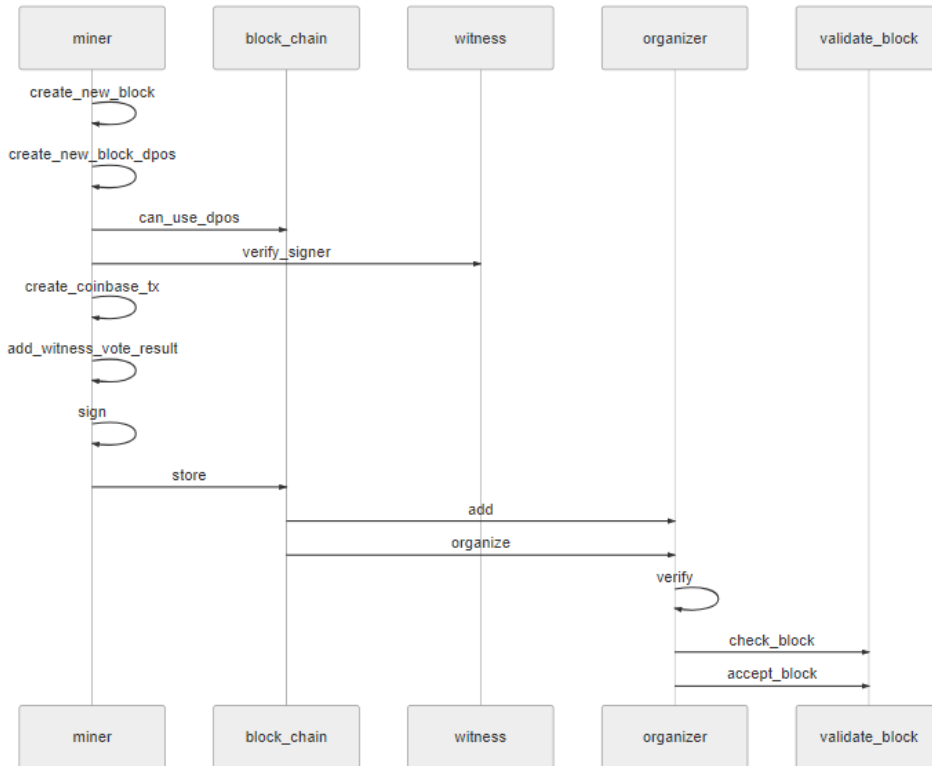 miner block_chain witness organizer validate_block
create_new_block
create_new_block_dpos
can_use_dpos
verify_signer
create_coinbase_tx
add_witness_vote_result
sign
store
add
organize
verify
check_block
accept_block
miner block_chain witness organizer validate_block